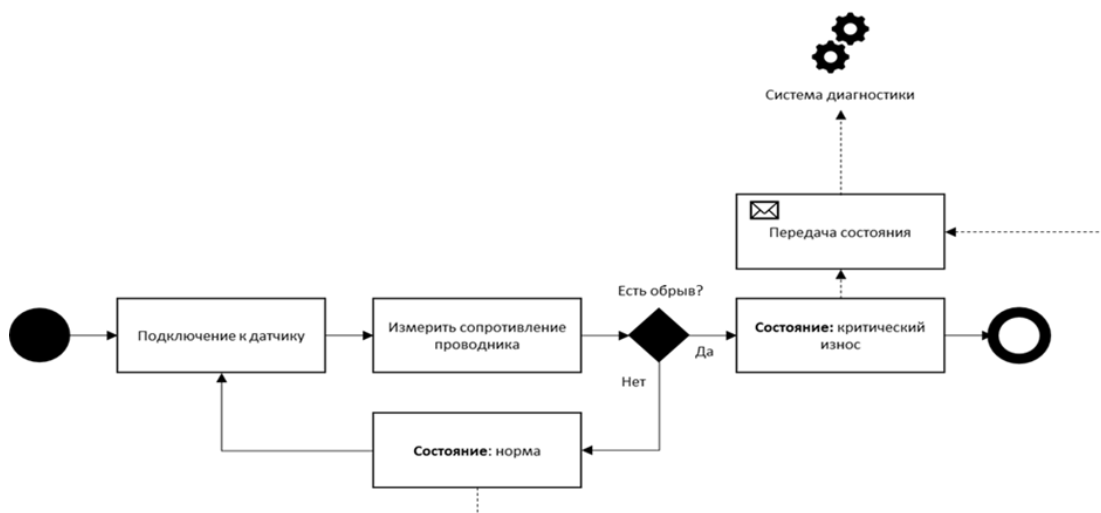 Система диагностики
Передача состояния
Есть обрыв?
Подключение к датчику
Измерить сопротивление
проводника
Состояние: критический
износ
Да
Нет
Состояние: норма